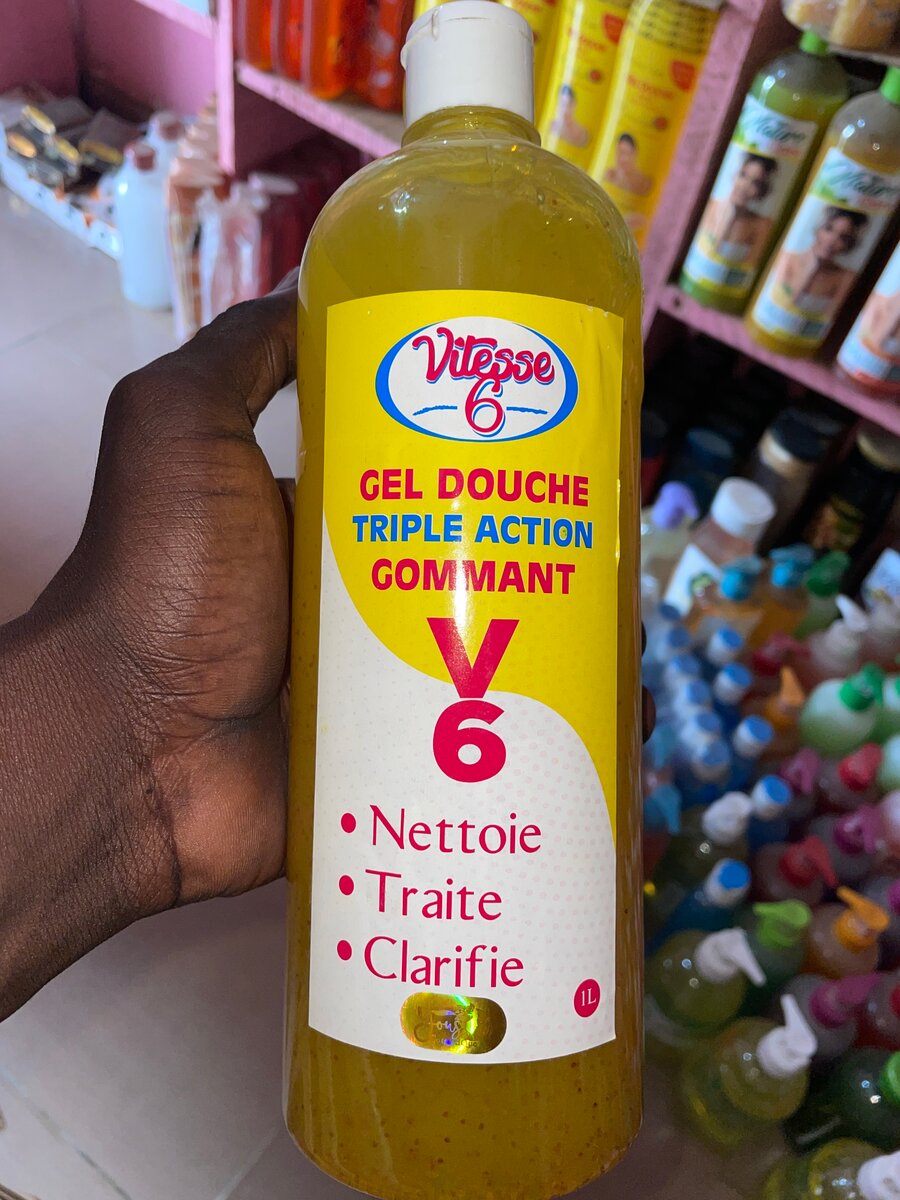 Vitesse
6
GEL DOUCHE
TRIPLE ACTION
GOMMANT
V
6
• Nettoie
• Traite
• Clarifie
1L